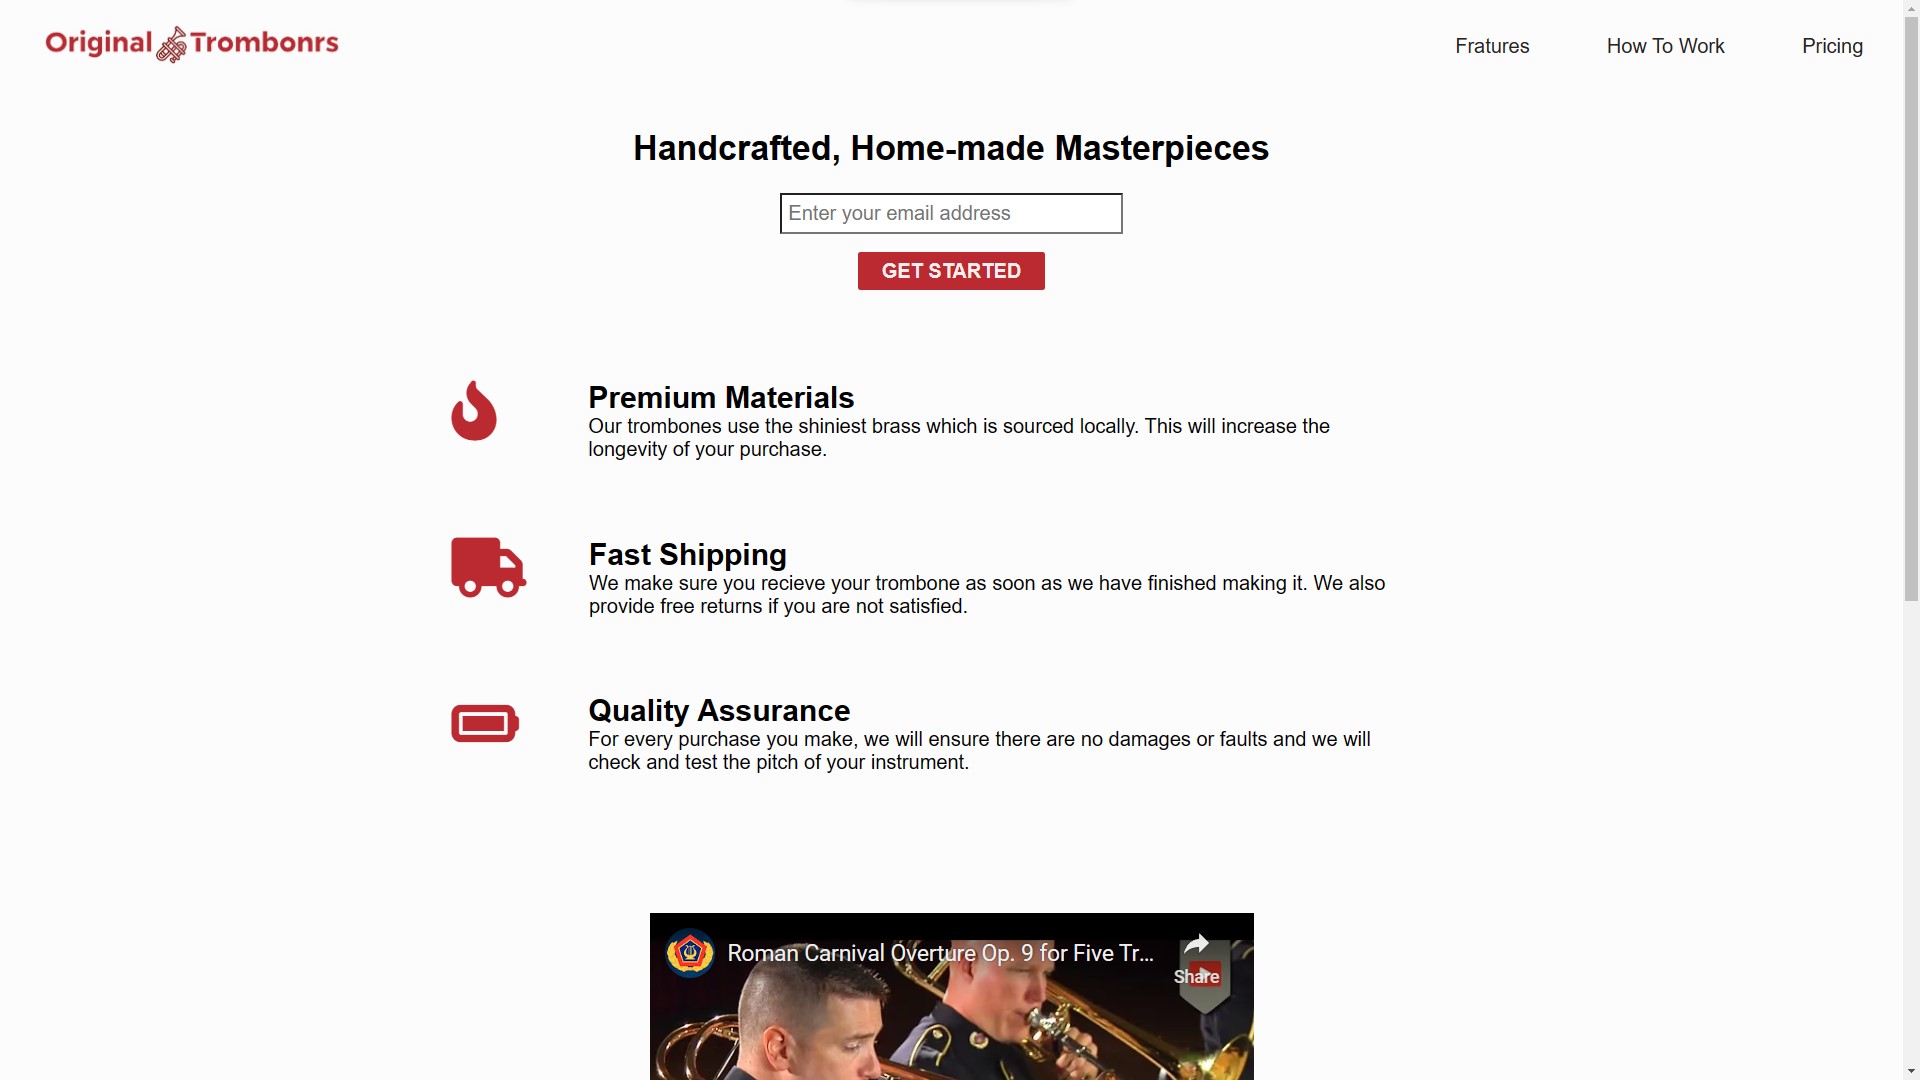 Original Trombonrs
Fratures
How To Work
Pricing
Handcrafted, Home-made Masterpieces
Enter your email address
GET STARTED
Premium Materials
Our trombones use the shiniest brass which is sourced locally. This will increase the
longevity of your purchase.
Fast Shipping
We make sure you recieve your trombone as soon as we have finished making it. We also
provide free returns if you are not satisfied.
Quality Assurance
For every purchase you make, we will ensure there are no damages or faults and we will
check and test the pitch of your instrument.
Roman Carnival Overture Op. 9 for Five Tr...
Share